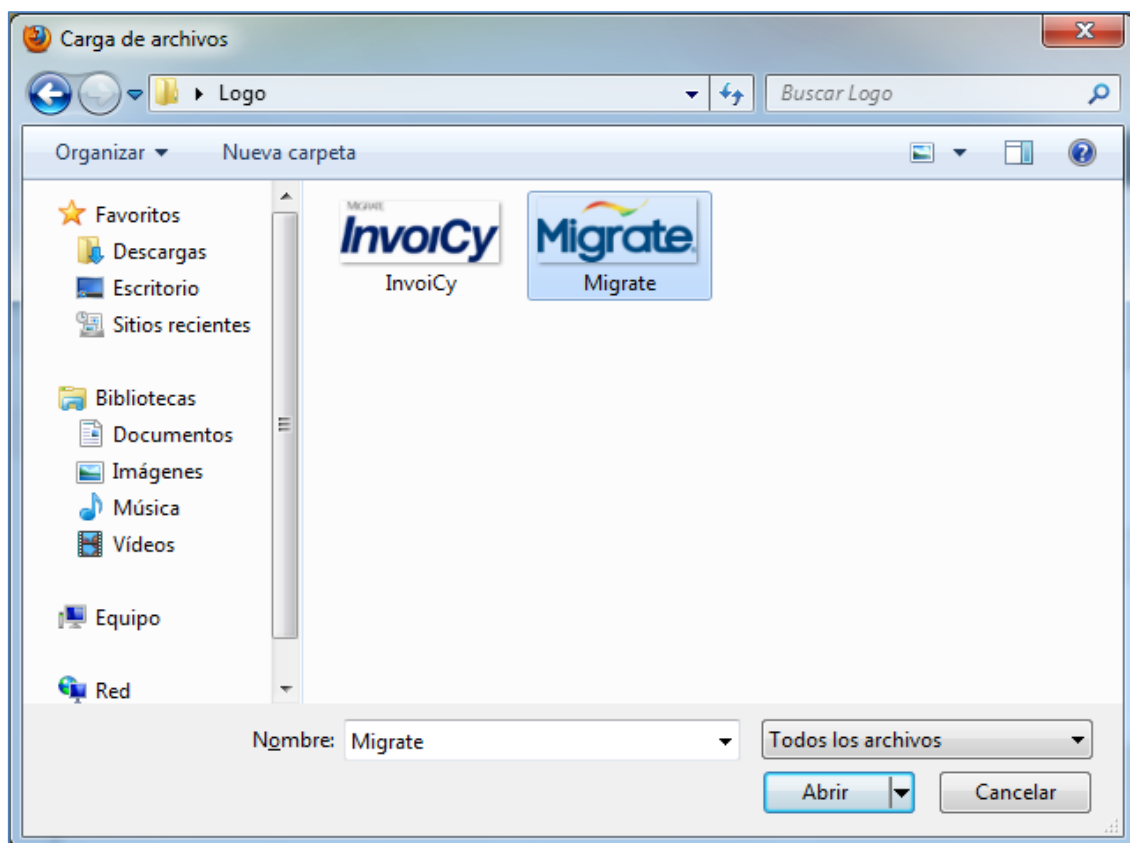 Carga de archivos
Logo
Buscar Logo
Organizar
Nueva carpeta
Favoritos
Descargas
Escritorio
Sitios recientes
Bibliotecas
Documentos
Imágenes
Música
Vídeos
Equipo
Red
MIGRATE
InvoiCy
InvoiCy
Migrate
Migrate
Nombre: Migrate
Todos los archivos
Abrir
Cancelar